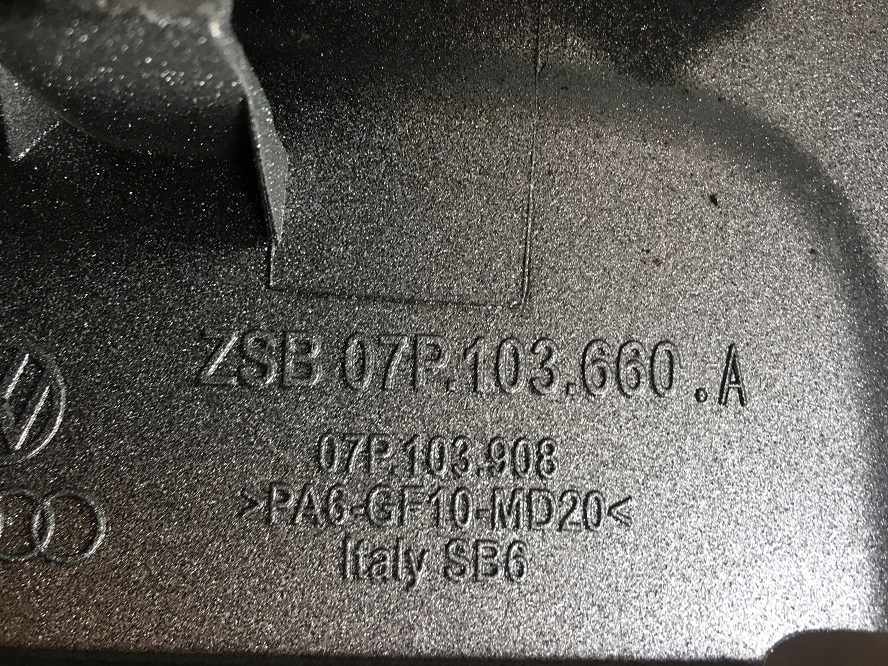 ZSB 07P.103.660.A
07P.103.908
>PA6-GF10-MD20<
Italy SB6